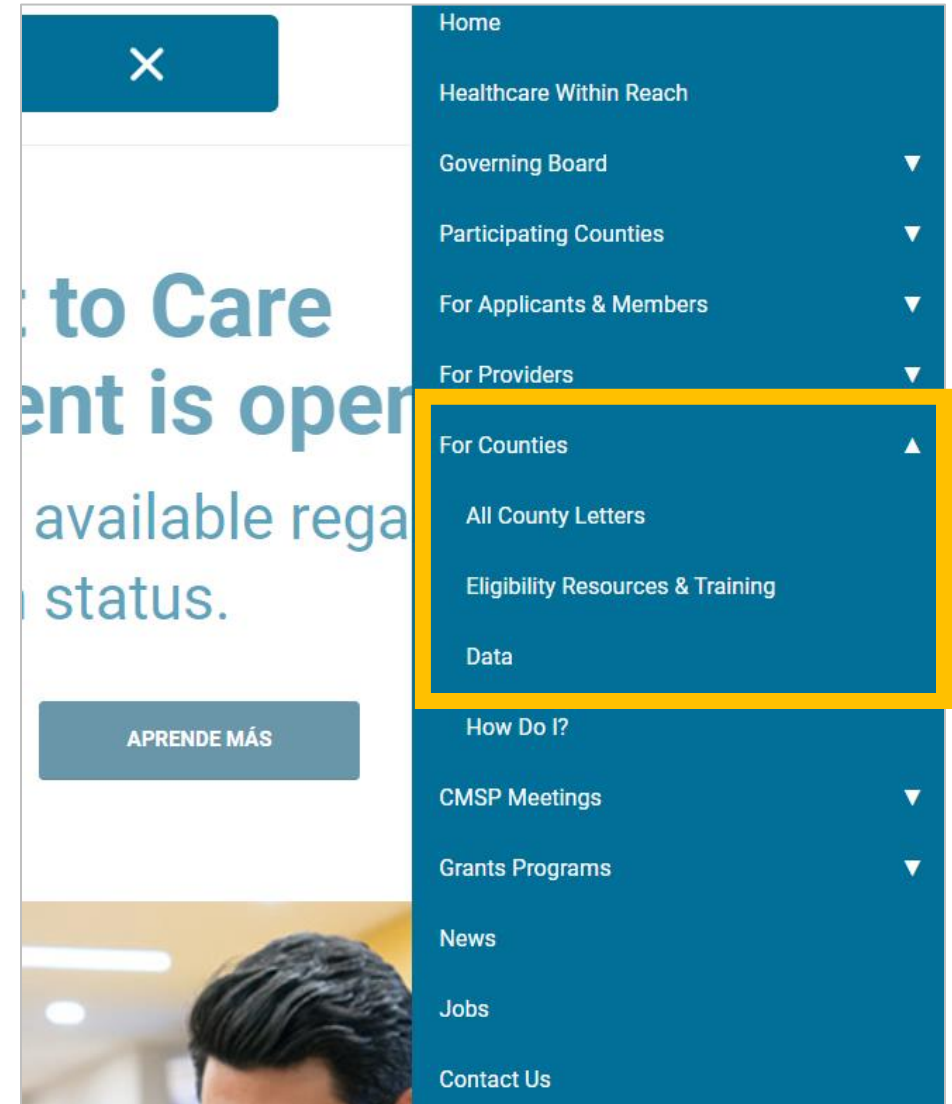 to Care
ent is open
available rega
status.
APRENDE MÁS
Home
Healthcare Within Reach
Governing Board
Participating Counties
For Applicants & Members
For Providers
For Counties
All County Letters
Eligibility Resources & Training
Data
How Do I?
CMSP Meetings
Grants Programs
News
Jobs
Contact Us